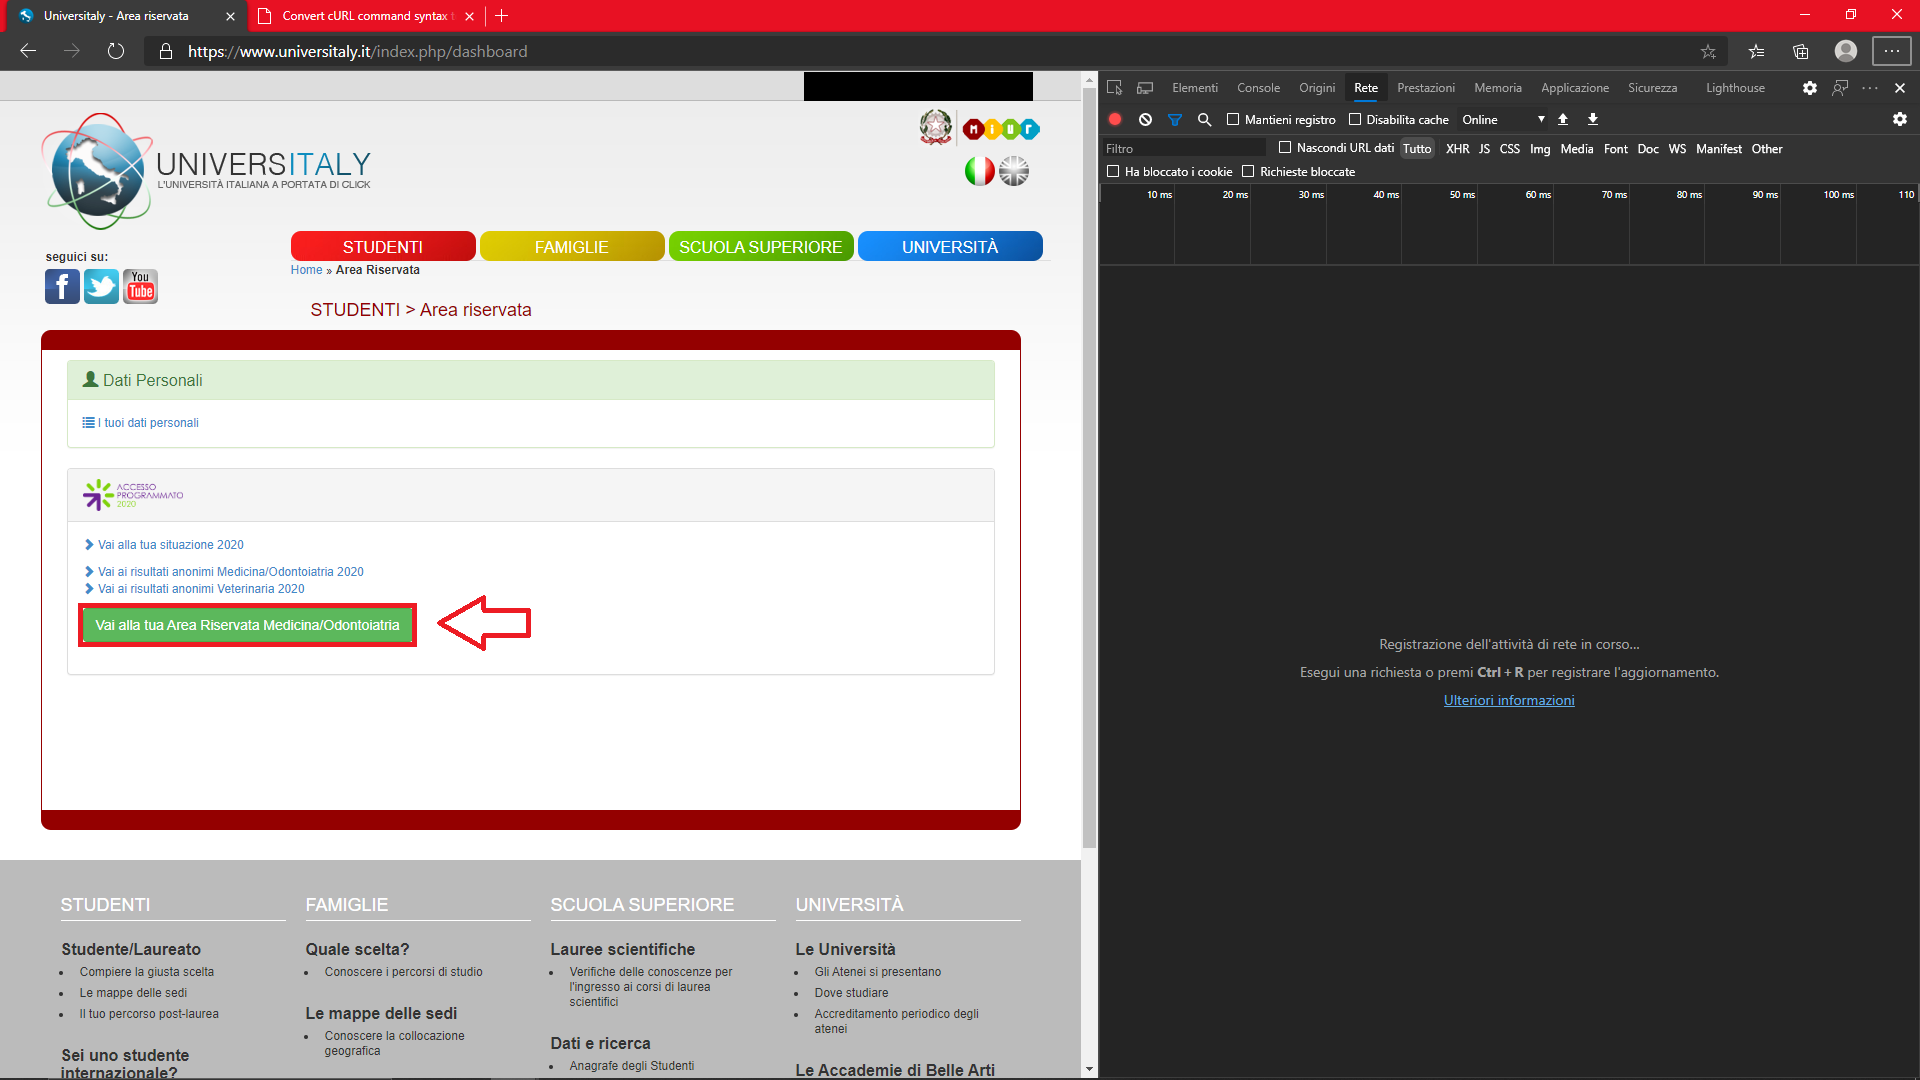 Universitaly - Area riservata
Convert cURL command syntax t
https://www.universitaly.it/index.php/dashboard
UNIVERSITALY
L'UNIVERSITÀ ITALIANA A PORTATA DI CLICK
MIUR
seguici su:
You
Tube
STUDENTI FAMIGLIE SCUOLA SUPERIORE UNIVERSITÀ
Home » Area Riservata
STUDENTI > Area riservata
Dati Personali
I tuoi dati personali
ACCESSO
PROGRAMMATO
2020
Vai alla tua situazione 2020
Vai ai risultati anonimi Medicina/Odontoiatria 2020
Vai ai risultati anonimi Veterinaria 2020
Vai alla tua Area Riservata Medicina/Odontoiatria
STUDENTI
Studente/Laureato
• Compiere la giusta scelta
• Le mappe delle sedi
• Il tuo percorso post-laurea
Sei uno studente
internazionale?
FAMIGLIE
Quale scelta?
• Conoscere i percorsi di studio
Le mappe delle sedi
• Conoscere la collocazione
geografica
SCUOLA SUPERIORE
Lauree scientifiche
• Verifiche delle conoscenze per
l'ingresso ai corsi di laurea
scientifici
Dati e ricerca
• Anagrafe degli Studenti
UNIVERSITÀ
Le Università
• Gli Atenei si presentano
• Dove studiare
• Accreditamento periodico degli
atenei
Le Accademie di Belle Arti
Elementi Console Origini Rete Prestazioni Memoria Applicazione Sicurezza Lighthouse
Mantieni registro Disabilita cache Online
Filtro Nascondi URL dati Tutto XHR JS CSS Img Media Font Doc WS Manifest Other
Ha bloccato i cookie Richieste bloccate
10 ms 20 ms 30 ms 40 ms 50 ms 60 ms 70 ms 80 ms 90 ms 100 ms 110
Registrazione dell'attività di rete in corso...
Esegui una richiesta o premi Ctrl + R per registrare l'aggiornamento.
Ulteriori informazioni